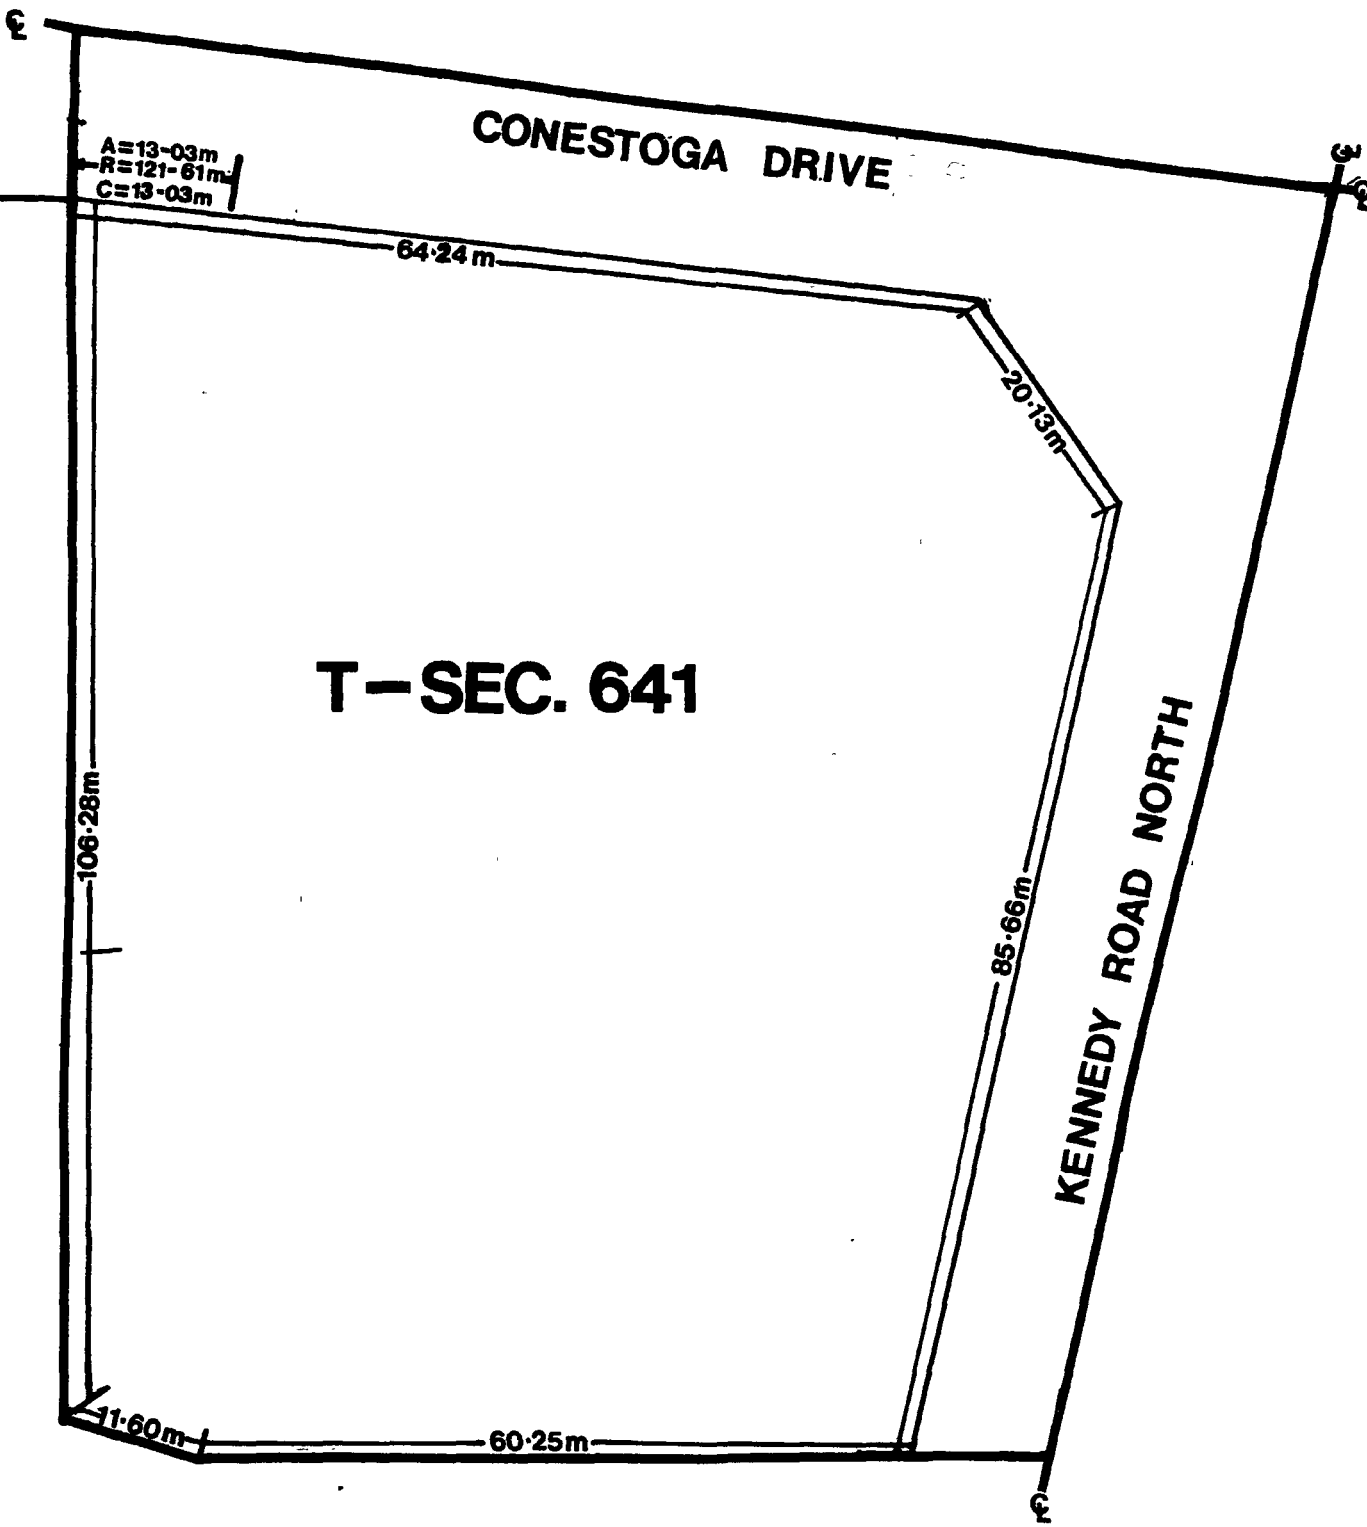 ℄
CONESTOGA DRIVE
℄
℄
A=13-03m
R=121-61m
C=13-03m
64·24m
20·13m
T-SEC. 641
106·28m
85·66m
KENNEDY ROAD NORTH
11·60m
60·25m
℄